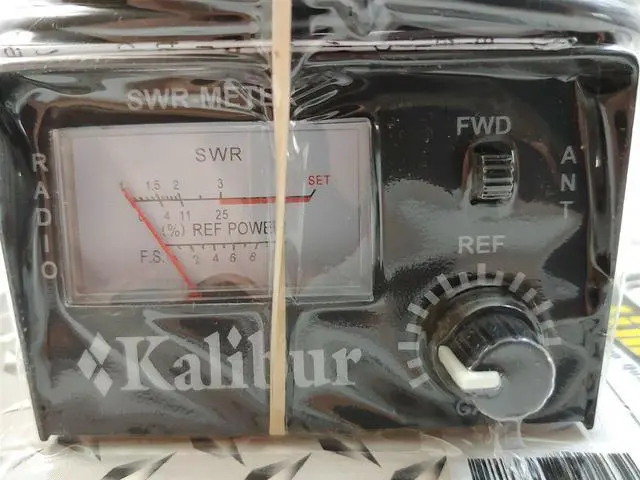 SWR-METE
SWR
1.5 2 3 SET
4 11 25
(%) REF POWE
F.S. 2 4 6 8
RADIO
FWD
REF
ANT
Kalibur